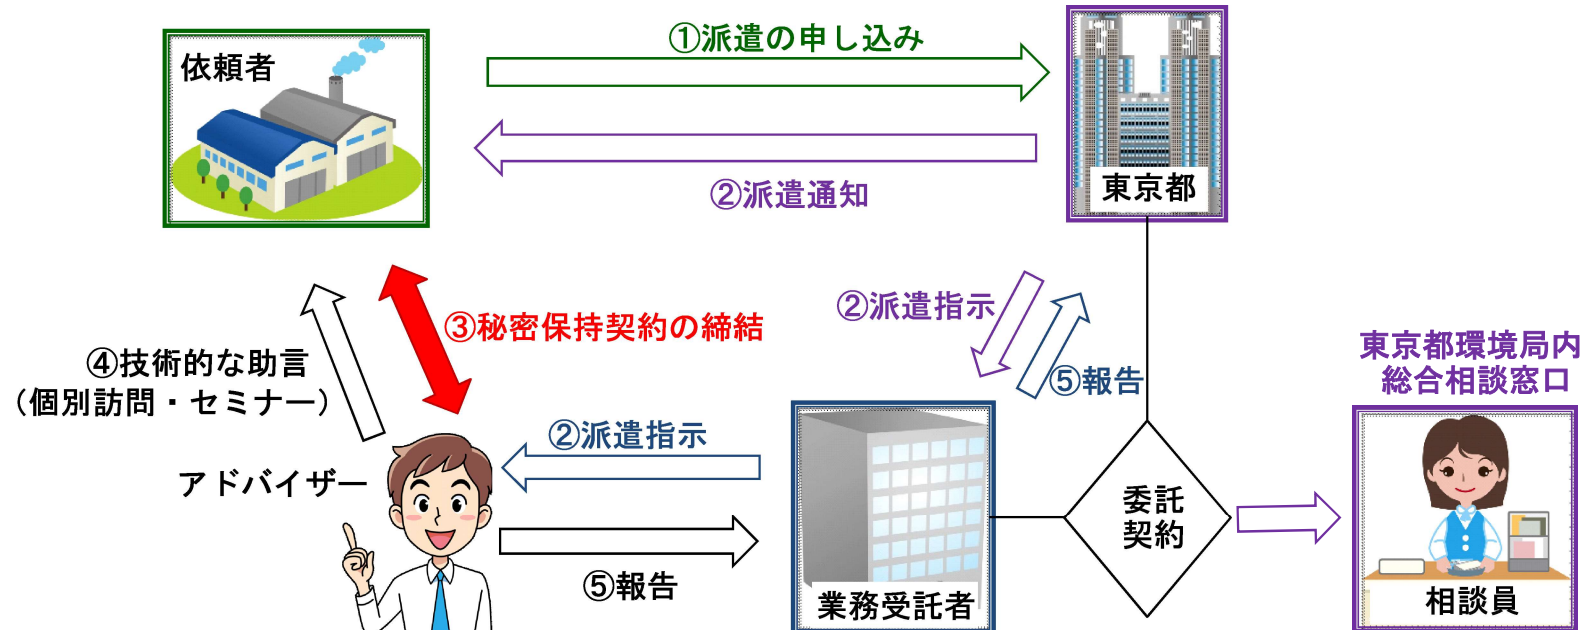 依頼者
①派遣の申し込み
東京都
②派遣通知
③秘密保持契約の締結
②派遣指示
⑤報告
④技術的な助言
（個別訪問・セミナー）
東京都環境局内
総合相談窓口
アドバイザー
②派遣指示
⑤報告
業務受託者
委託
契約
相談員